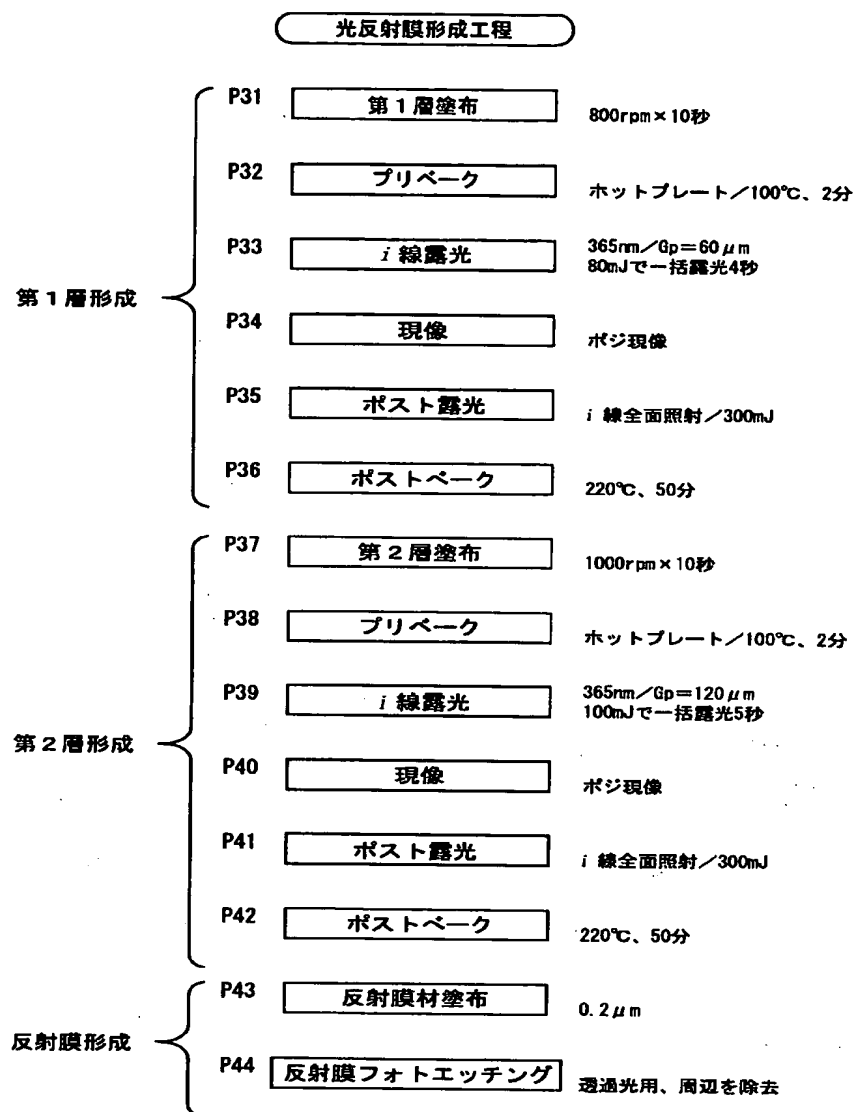 光反射膜形成工程
第1層形成
P31 第1層塗布 800rpm×10秒
P32 プリベーク ホットプレート/100℃、2分
P33 i線露光 365nm/Gp=60μm
80mJで一括露光4秒
P34 現像 ポジ現像
P35 ポスト露光 i線全面照射/300mJ
P36 ポストベーク 220℃、50分
第2層形成
P37 第2層塗布 1000rpm×10秒
P38 プリベーク ホットプレート/100℃、2分
P39 i線露光 365nm/Gp=120μm
100mJで一括露光5秒
P40 現像 ポジ現像
P41 ポスト露光 i線全面照射/300mJ
P42 ポストベーク 220℃、50分
反射膜形成
P43 反射膜材塗布 0.2μm
P44 反射膜フォトエッチング 透過光用、周辺を除去